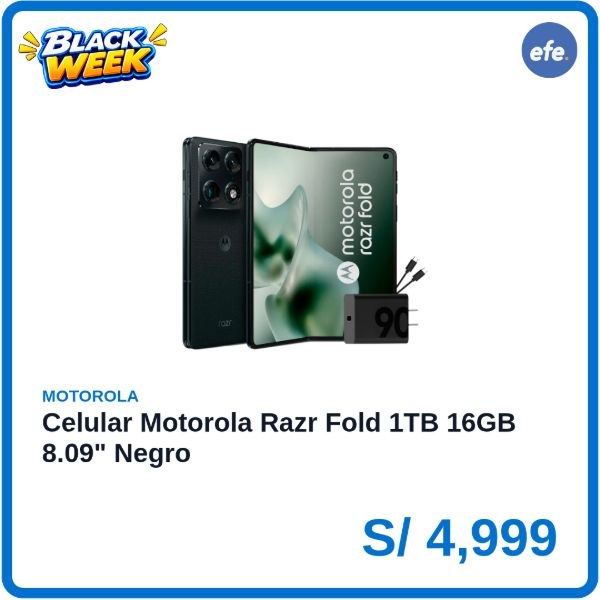 BLACK
WEEK
efe.
motorola
razr fold
razr
90
MOTOROLA
Celular Motorola Razr Fold 1TB 16GB
8.09" Negro
S/ 4,999